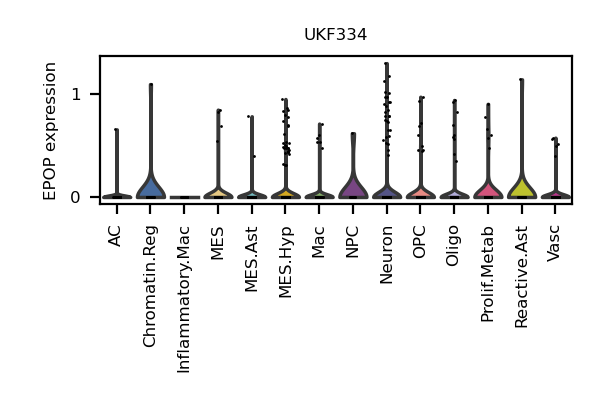 UKF334
EPOP expression
1
0
AC
Chromatin.Reg
Inflammatory.Mac
MES
MES.Ast
MES.Hyp
Mac
NPC
Neuron
OPC
Oligo
Prolif.Metab
Reactive.Ast
Vasc